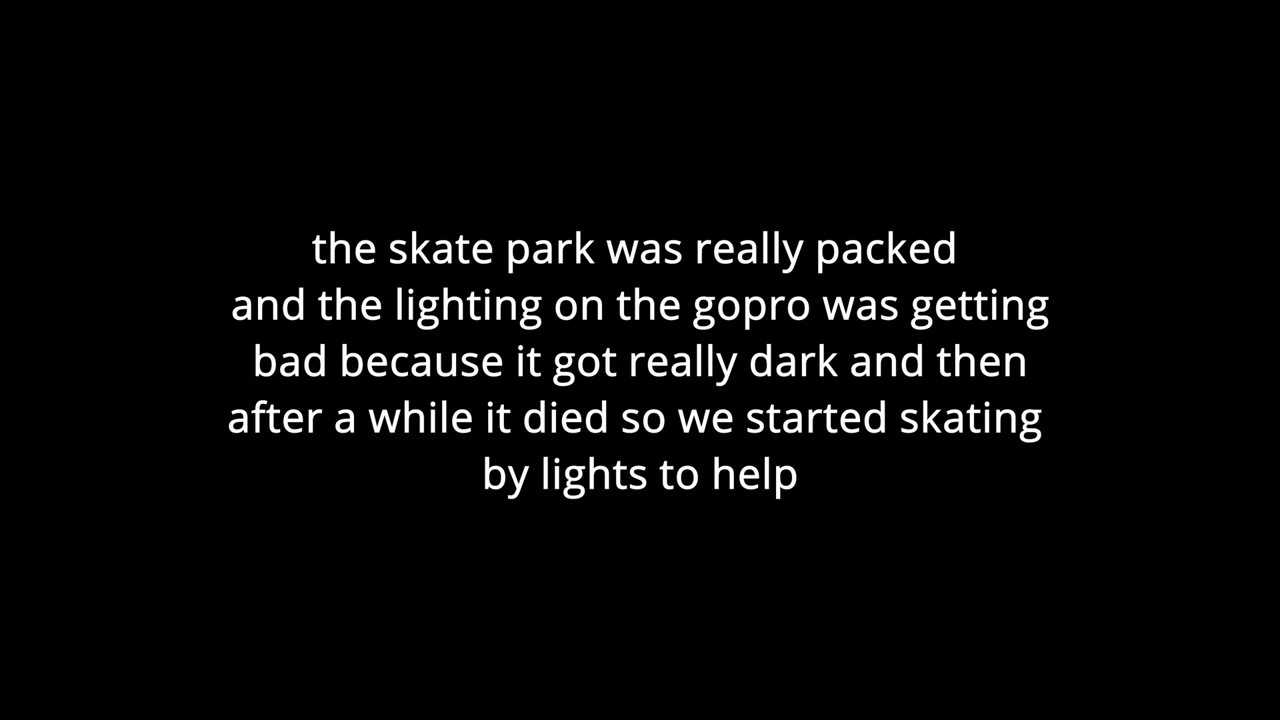 the skate park was really packed
and the lighting on the gopro was getting
bad because it got really dark and then
after a while it died so we started skating
by lights to help